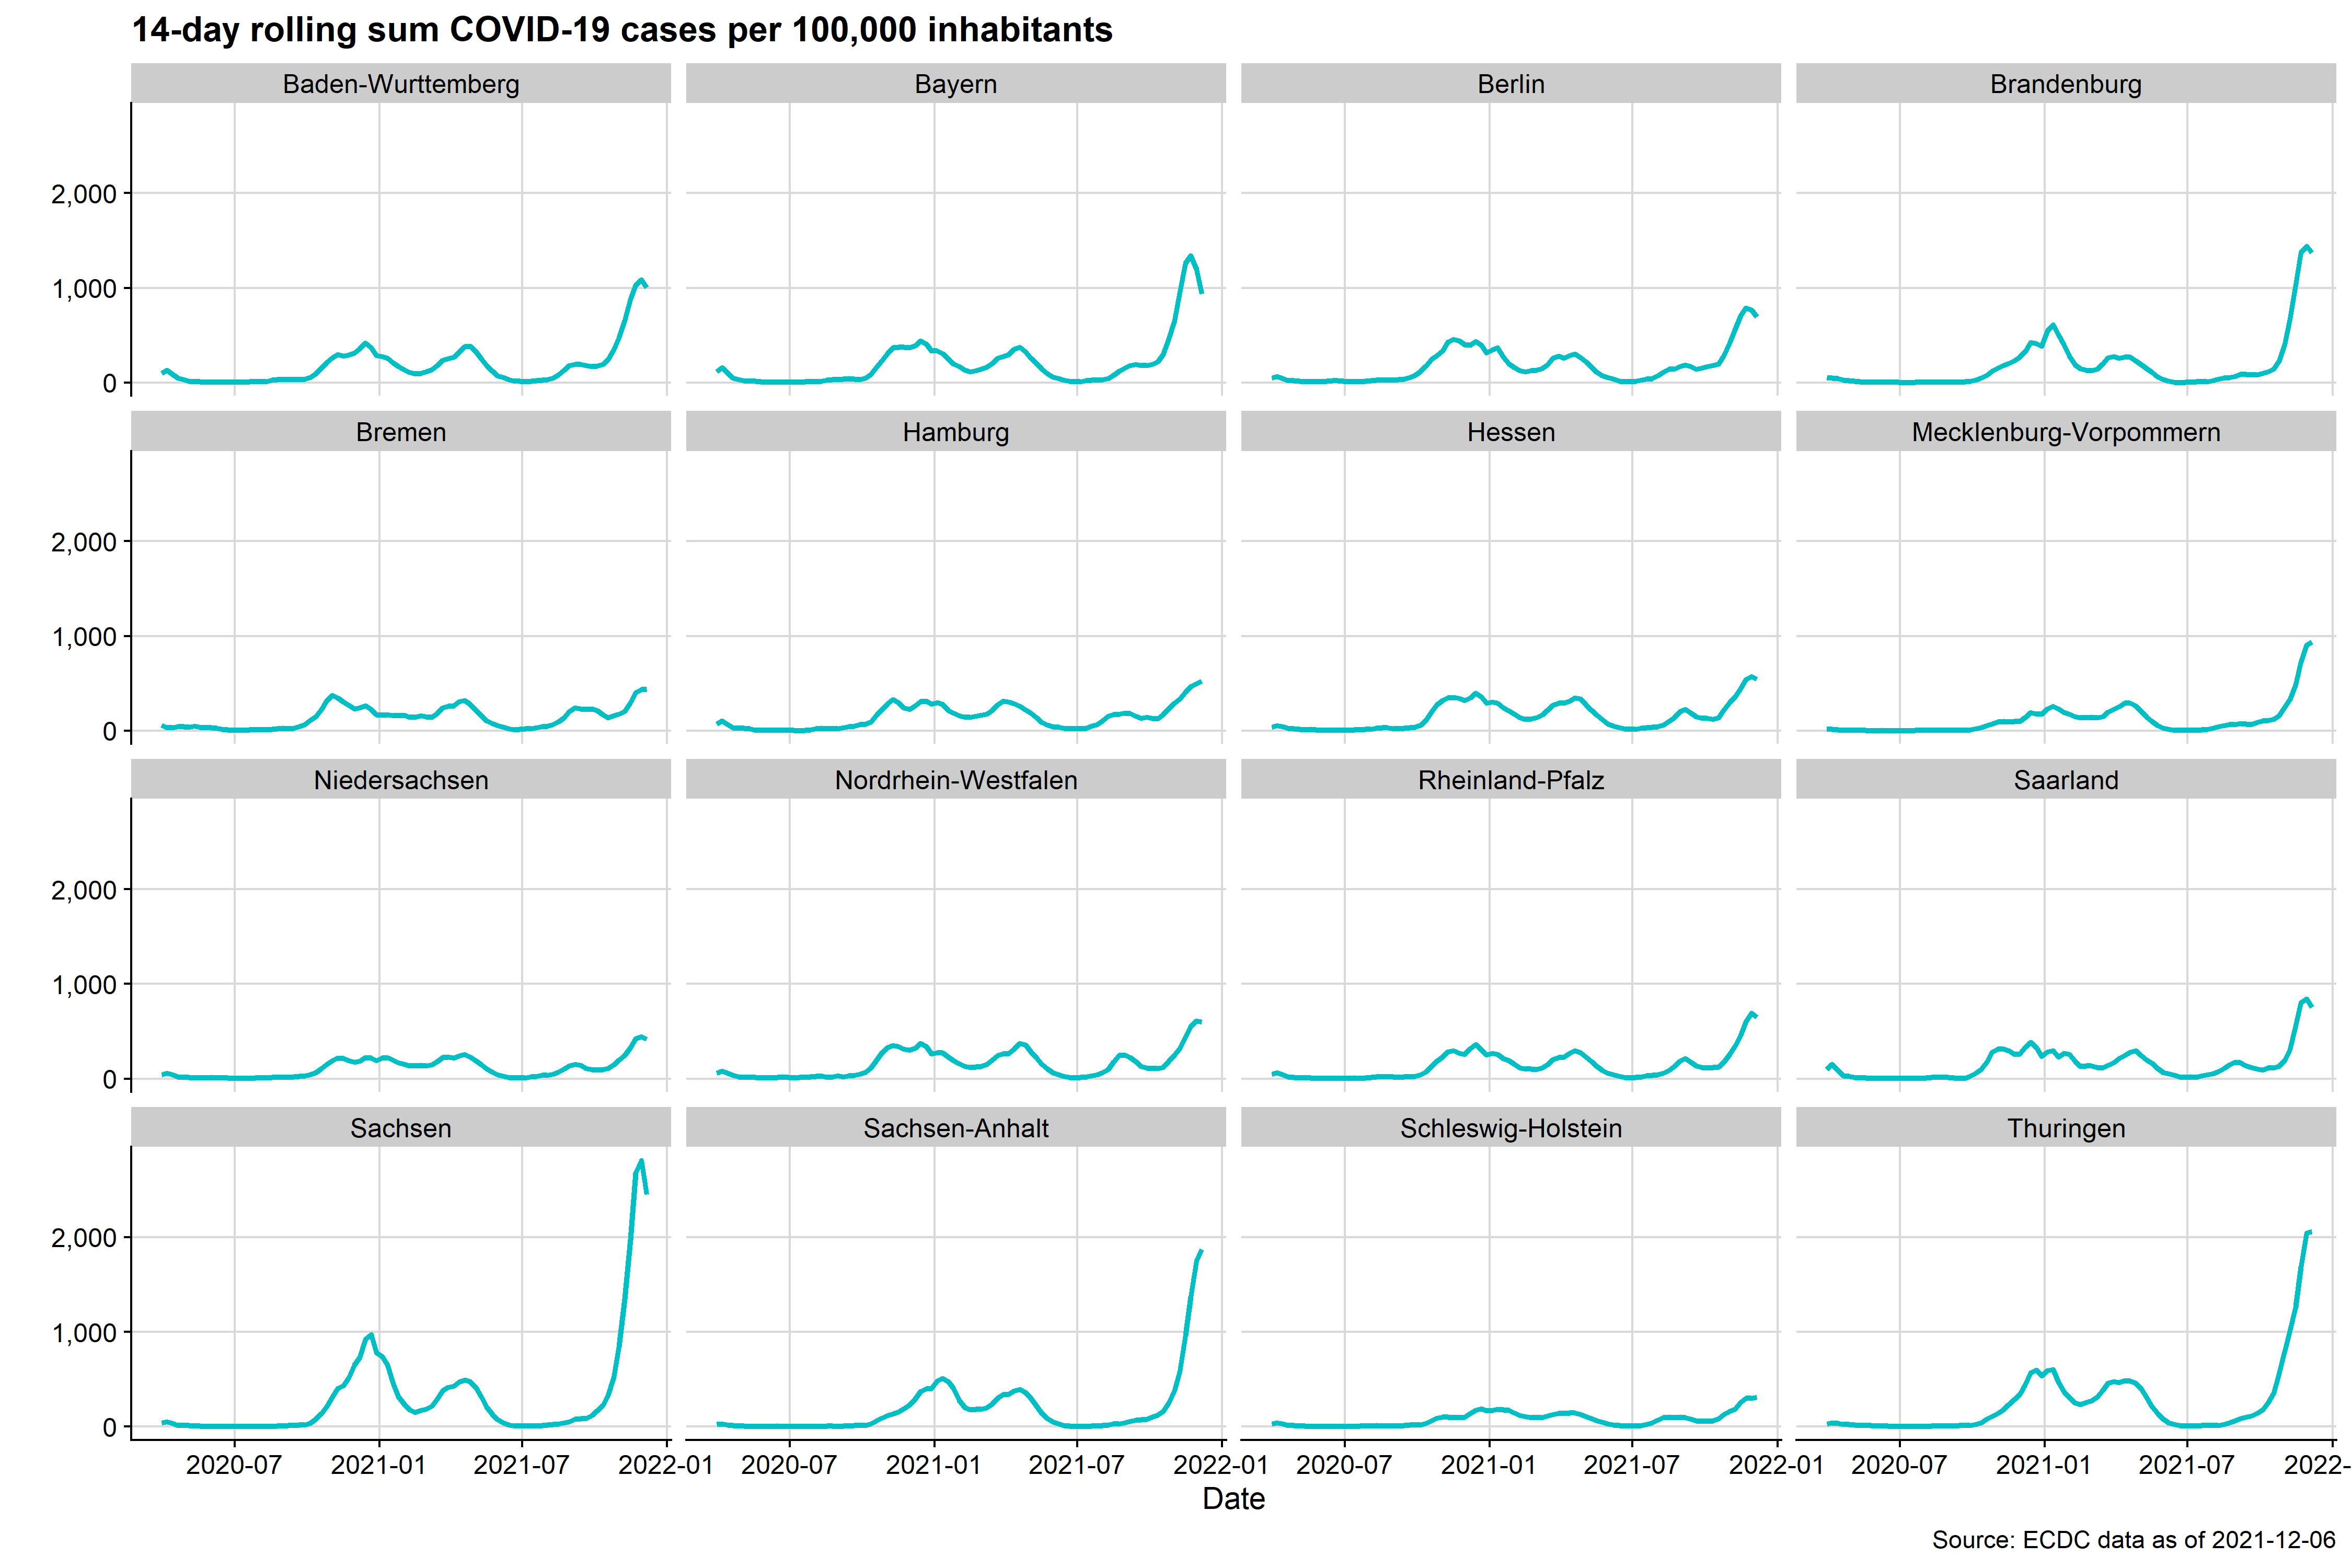 14-day rolling sum COVID-19 cases per 100,000 inhabitants
Baden-Wurttemberg Bayern Berlin Brandenburg
2,000
1,000
0
Bremen Hamburg Hessen Mecklenburg-Vorpommern
2,000
1,000
0
Niedersachsen Nordrhein-Westfalen Rheinland-Pfalz Saarland
2,000
1,000
0
Sachsen Sachsen-Anhalt Schleswig-Holstein Thuringen
2,000
1,000
0
2020-07 2021-01 2021-07 2022-01 2020-07 2021-01 2021-07 2022-01 2020-07 2021-01 2021-07 2022-01 2020-07 2021-01 2021-07 2022-
Date
Source: ECDC data as of 2021-12-06